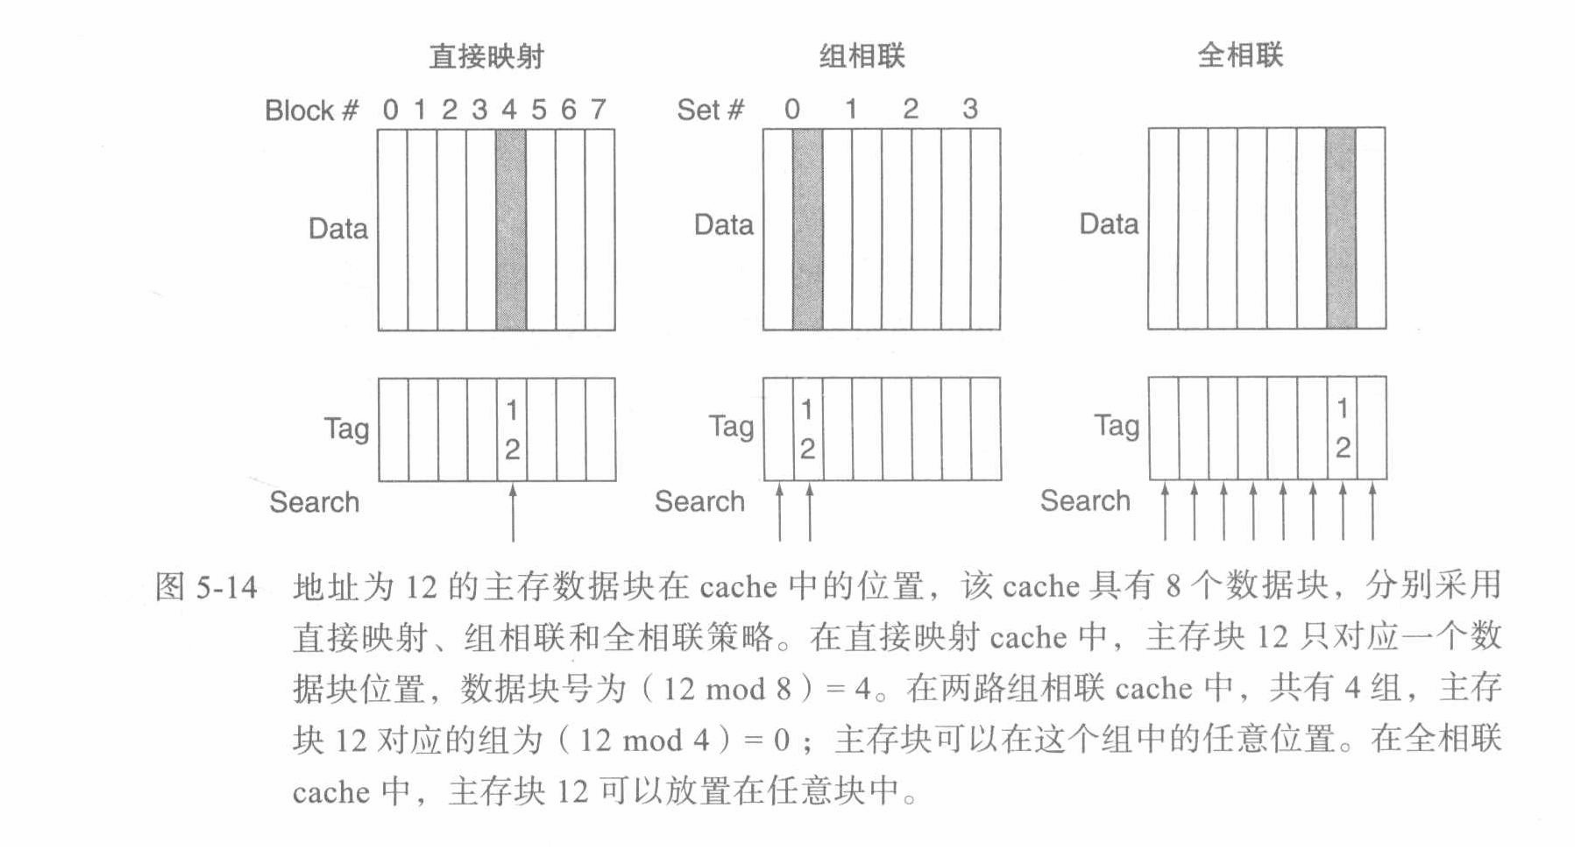 直接映射 组相联 全相联
Block # 0 1 2 3 4 5 6 7 Set # 0 1 2 3
Data Data Data
1 1 1
Tag Tag Tag
2 2 2
Search Search Search
图 5-14 地址为 12 的主存数据块在 cache 中的位置，该 cache 具有 8 个数据块，分别采用
直接映射、组相联和全相联策略。在直接映射 cache 中，主存块 12 只对应一个数
据块位置，数据块号为（12 mod 8）= 4。在两路组相联 cache 中，共有 4 组，主存
块 12 对应的组为（12 mod 4）= 0；主存块可以在这个组中的任意位置。在全相联
cache 中，主存块 12 可以放置在任意块中。